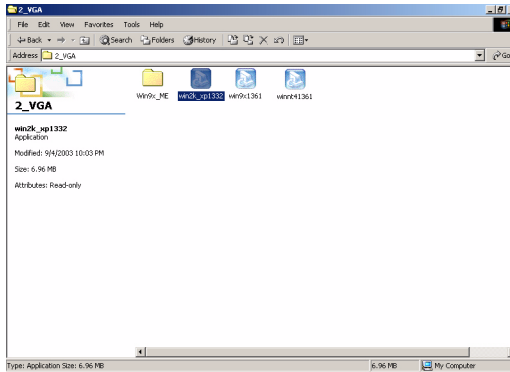 2_VGA
File Edit View Favorites Tools Help
Back Search Folders History
Address 2_VGA Go
Win9x_ME win2k_xp1332 win9x1361 winnt41361
2_VGA
win2k_xp1332
Application
Modified: 9/4/2003 10:03 PM
Size: 6.96 MB
Attributes: Read-only
Type: Application Size: 6.96 MB 6.96 MB My Computer